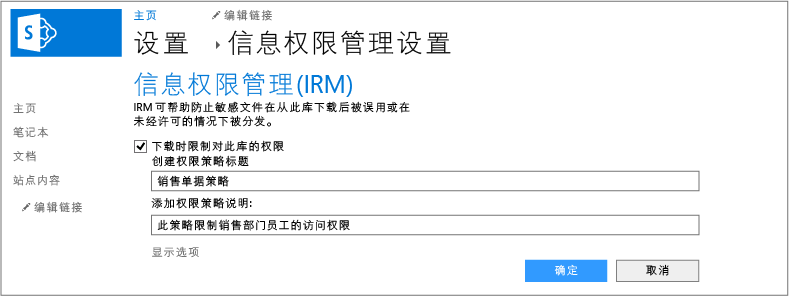 S
主页 编辑链接
设置 信息权限管理设置
信息权限管理(IRM)
IRM 可帮助防止敏感文件在从此库下载后被误用或在
未经许可的情况下被分发。
主页
笔记本
文档
站点内容
编辑链接
下载时限制对此库的权限
创建权限策略标题
销售单据策略
添加权限策略说明:
此策略限制销售部门员工的访问权限
显示选项
确定 取消